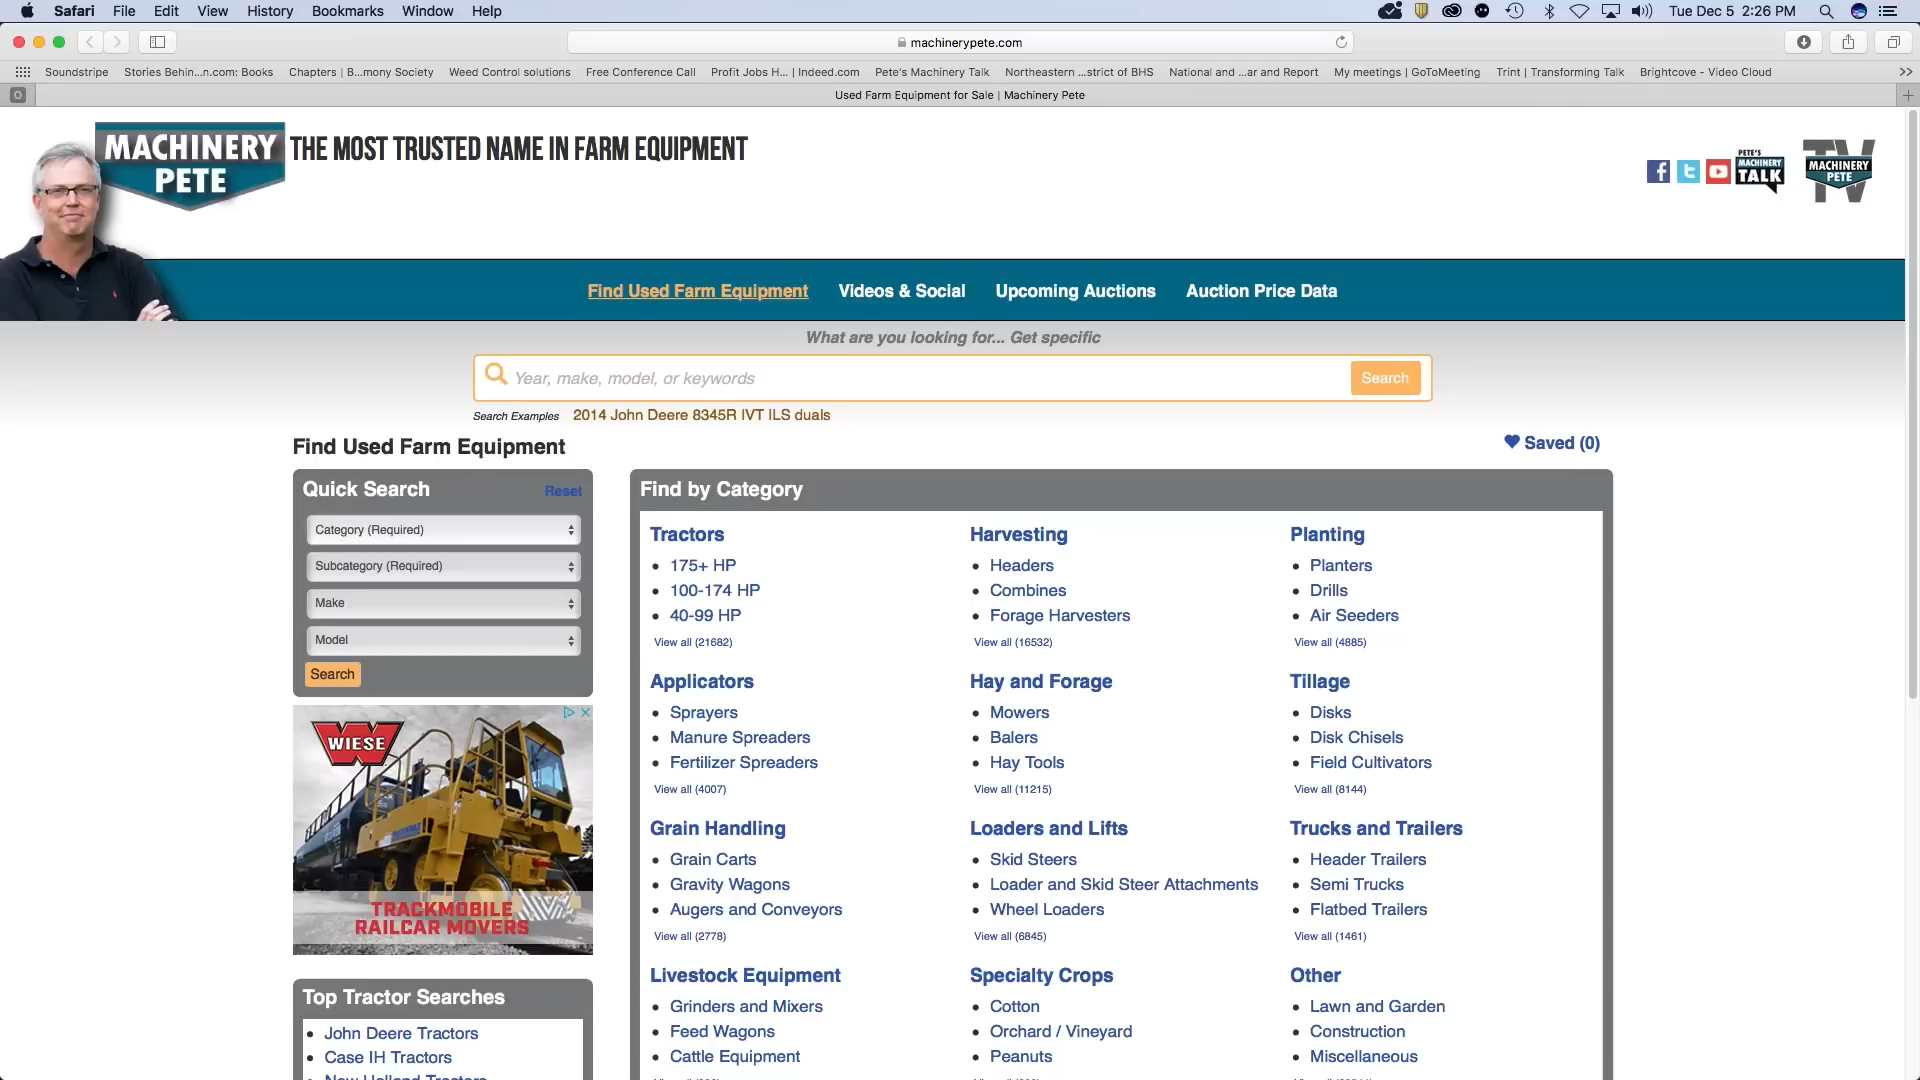 Safari File Edit View History Bookmarks Window Help Tue Dec 5 2:26 PM
machinerypete.com
Soundstripe Stories Behin...n.com: Books Chapters | B...mony Society Weed Control solutions Free Conference Call Profit Jobs H... | Indeed.com Pete's Machinery Talk Northeastern ...strict of BHS National and ...ar and Report My meetings | GoToMeeting Trint | Transforming Talk Brightcove - Video Cloud
Used Farm Equipment for Sale | Machinery Pete
MACHINERY PETE
THE MOST TRUSTED NAME IN FARM EQUIPMENT
PETE'S MACHINERY TALK
TV MACHINERY PETE
Find Used Farm Equipment Videos & Social Upcoming Auctions Auction Price Data
What are you looking for... Get specific
Year, make, model, or keywords Search
Search Examples 2014 John Deere 8345R IVT ILS duals
Find Used Farm Equipment
Saved (0)
Quick Search Reset
Category (Required)
Subcategory (Required)
Make
Model
Search
WIESE
TRACKMOBILE
RAILCAR MOVERS
Top Tractor Searches
John Deere Tractors
Case IH Tractors
New Holland Tractors
Find by Category
Tractors
175+ HP
100-174 HP
40-99 HP
View all (21682)
Harvesting
Headers
Combines
Forage Harvesters
View all (16532)
Planting
Planters
Drills
Air Seeders
View all (4885)
Applicators
Sprayers
Manure Spreaders
Fertilizer Spreaders
View all (4007)
Hay and Forage
Mowers
Balers
Hay Tools
View all (11215)
Tillage
Disks
Disk Chisels
Field Cultivators
View all (8144)
Grain Handling
Grain Carts
Gravity Wagons
Augers and Conveyors
View all (2778)
Loaders and Lifts
Skid Steers
Loader and Skid Steer Attachments
Wheel Loaders
View all (6845)
Trucks and Trailers
Header Trailers
Semi Trucks
Flatbed Trailers
View all (1461)
Livestock Equipment
Grinders and Mixers
Feed Wagons
Cattle Equipment
Specialty Crops
Cotton
Orchard / Vineyard
Peanuts
Other
Lawn and Garden
Construction
Miscellaneous